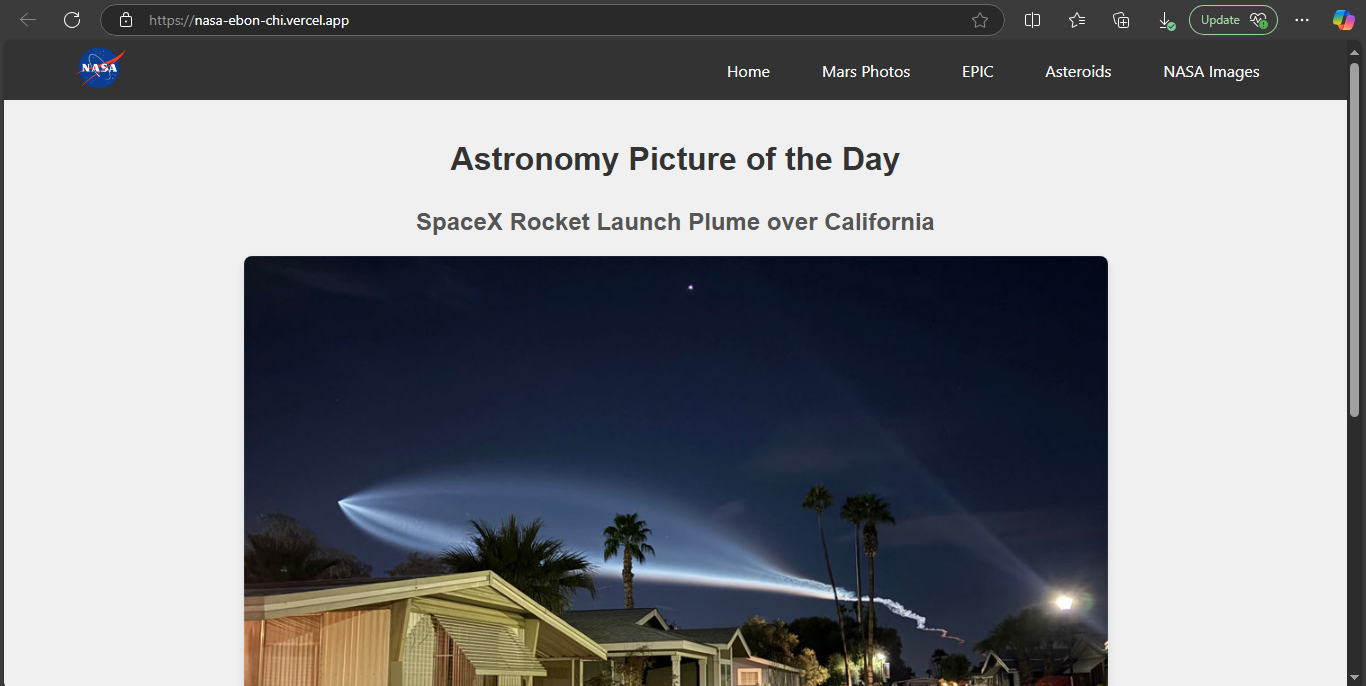 https://nasa-ebon-chi.vercel.app
Update
NASA
Home
Mars Photos
EPIC
Asteroids
NASA Images
Astronomy Picture of the Day
SpaceX Rocket Launch Plume over California